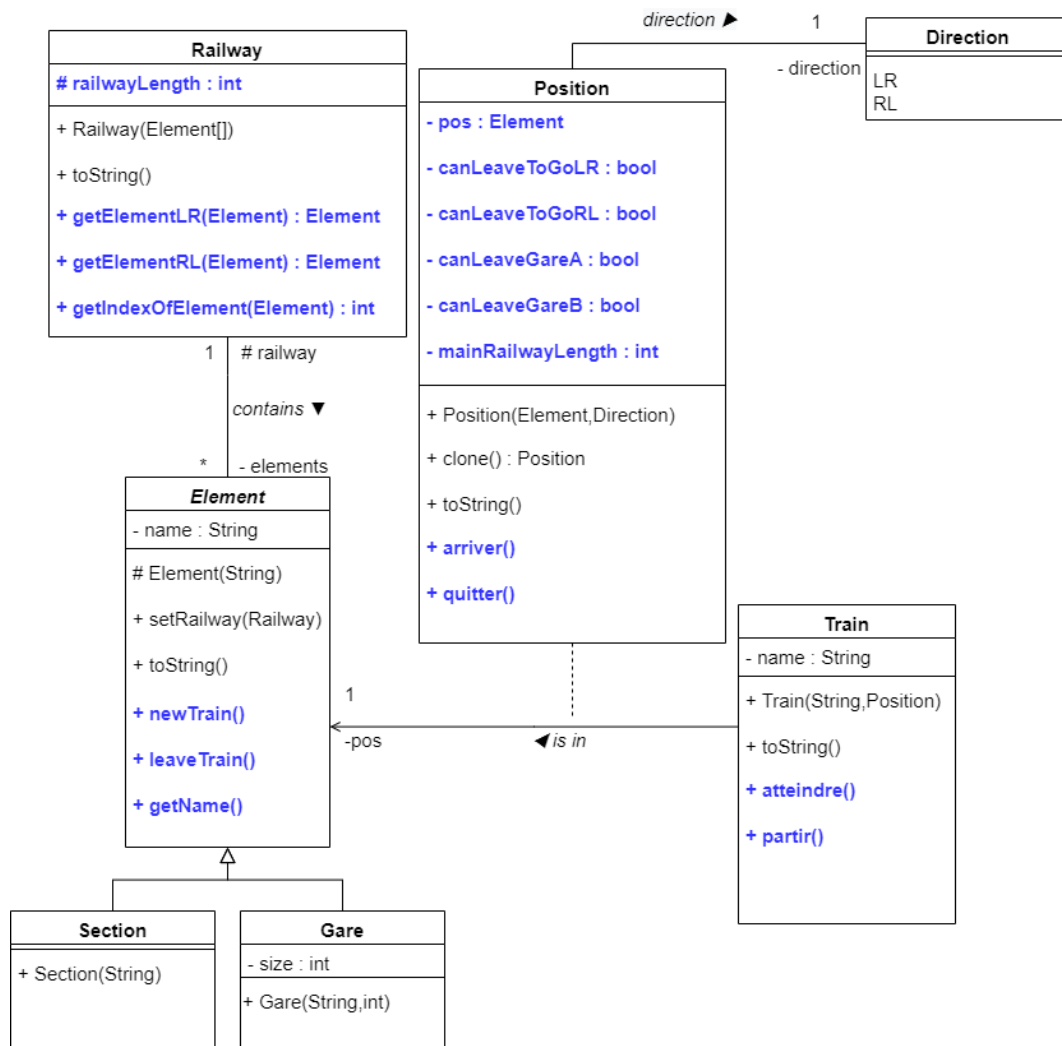 Railway
# railwayLength : int
+ Railway(Element[])
+ toString()
+ getElementLR(Element) : Element
+ getElementRL(Element) : Element
+ getIndexOfElement(Element) : int
1 # railway
contains ▼
* - elements
Element
- name : String
# Element(String)
+ setRailway(Railway)
+ toString()
+ newTrain()
+ leaveTrain()
+ getName()
Section
+ Section(String)
Gare
- size : int
+ Gare(String,int)
direction ▶ 1
- direction
Direction
LR
RL
Position
- pos : Element
- canLeaveToGoLR : bool
- canLeaveToGoRL : bool
- canLeaveGareA : bool
- canLeaveGareB : bool
- mainRailwayLength : int
+ Position(Element,Direction)
+ clone() : Position
+ toString()
+ arriver()
+ quitter()
1
-pos
◀ is in
Train
- name : String
+ Train(String,Position)
+ toString()
+ atteindre()
+ partir()